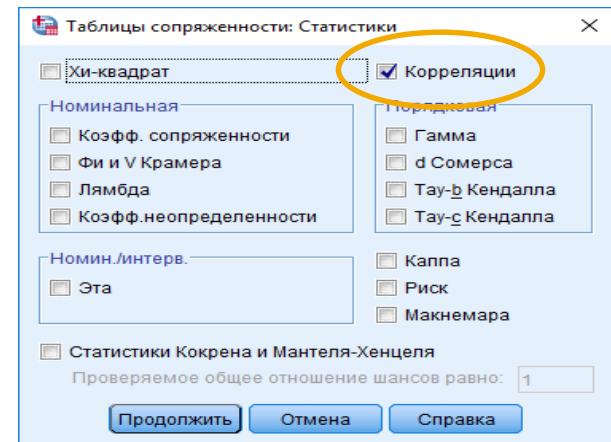 Таблицы сопряженности: Статистики
Хи-квадрат
Корреляции
Номинальная
Коэфф. сопряженности
Фи и V Крамера
Лямбда
Коэфф.неопределенности
Порядковая
Гамма
d Сомерса
Тау-b Кендалла
Тау-c Кендалла
Номин./интерв.
Эта
Каппа
Риск
Макнемара
Статистики Кокрена и Мантеля-Хенцеля
Проверяемое общее отношение шансов равно: 1
Продолжить Отмена Справка